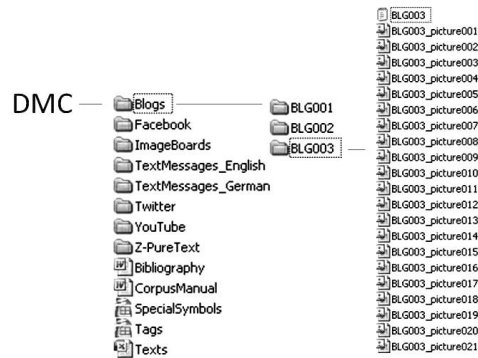 DMC
Blogs
Facebook
ImageBoards
TextMessages_English
TextMessages_German
Twitter
YouTube
Z-PureText
Bibliography
CorpusManual
SpecialSymbols
Tags
Texts
BLG001
BLG002
BLG003
BLG003
BLG003_picture001
BLG003_picture002
BLG003_picture003
BLG003_picture004
BLG003_picture005
BLG003_picture006
BLG003_picture007
BLG003_picture008
BLG003_picture009
BLG003_picture010
BLG003_picture011
BLG003_picture012
BLG003_picture013
BLG003_picture014
BLG003_picture015
BLG003_picture016
BLG003_picture017
BLG003_picture018
BLG003_picture019
BLG003_picture020
BLG003_picture021